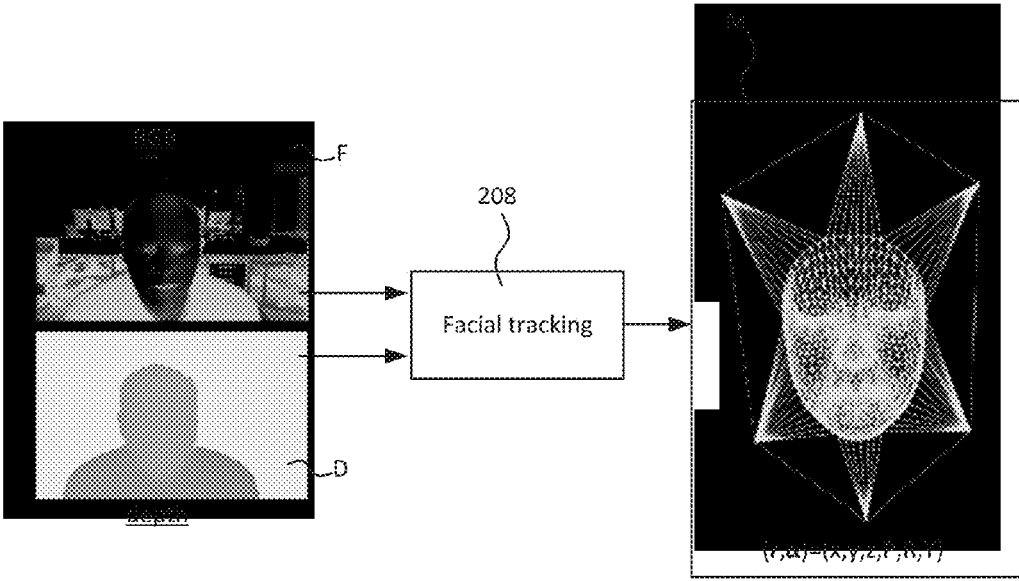 RGB
F
D
depth
208
Facial tracking
M
(r,α)=(x,y,z,P,R,Y)